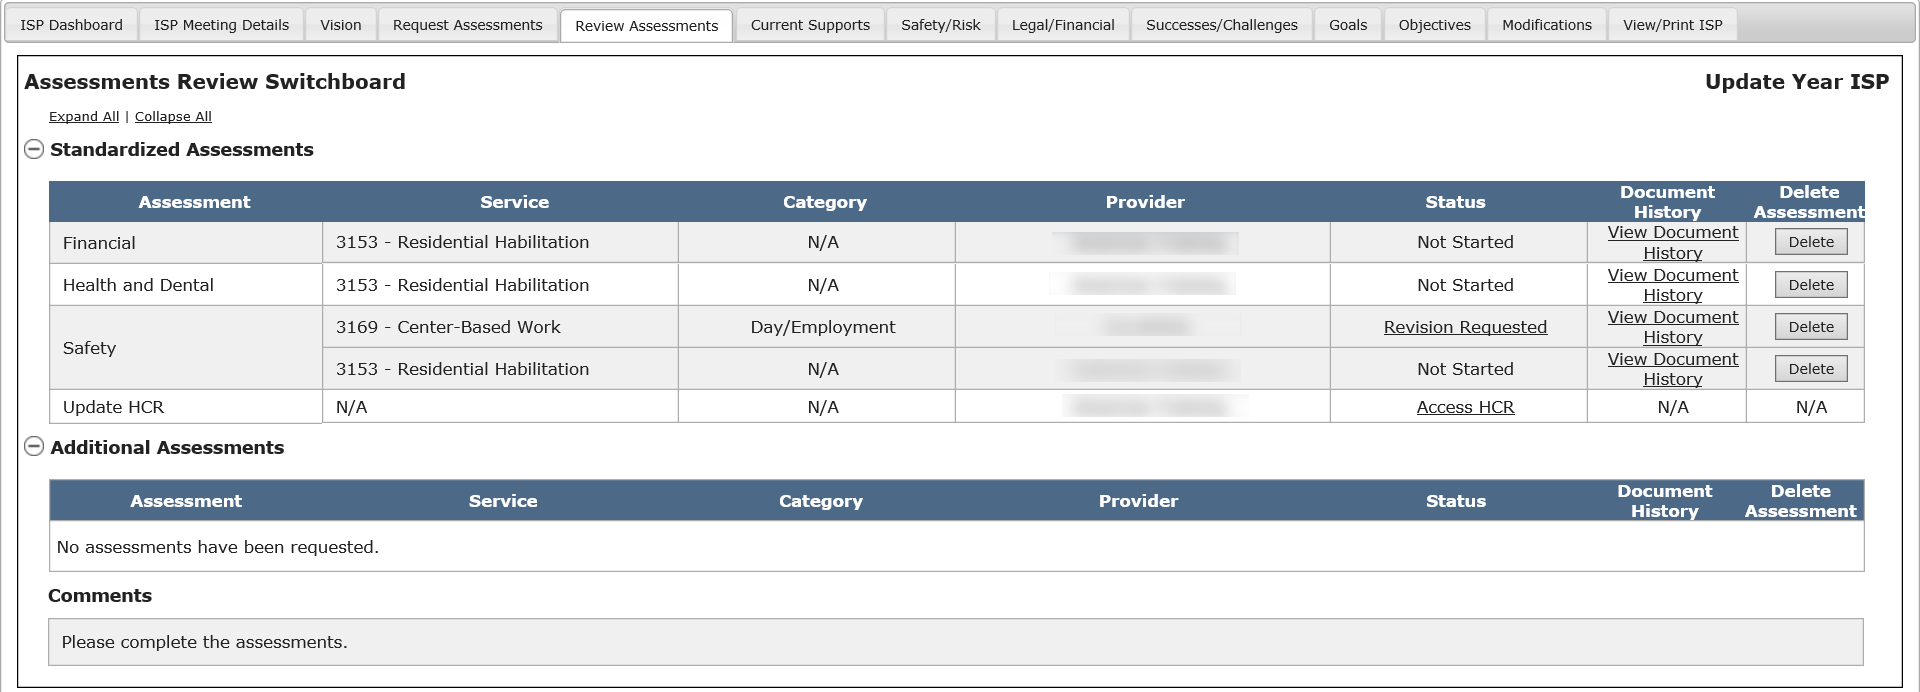 ISP Dashboard ISP Meeting Details Vision Request Assessments Review Assessments Current Supports Safety/Risk Legal/Financial Successes/Challenges Goals Objectives Modifications View/Print ISP
Assessments Review Switchboard Update Year ISP
Expand All | Collapse All
Standardized Assessments
Assessment Service Category Provider Status Document History Delete Assessment
Financial 3153 - Residential Habilitation N/A Not Started View Document History Delete
Health and Dental 3153 - Residential Habilitation N/A Not Started View Document History Delete
Safety 3169 - Center-Based Work Day/Employment Revision Requested View Document History Delete
3153 - Residential Habilitation N/A Not Started View Document History Delete
Update HCR N/A N/A Access HCR N/A N/A
Additional Assessments
Assessment Service Category Provider Status Document History Delete Assessment
No assessments have been requested.
Comments
Please complete the assessments.